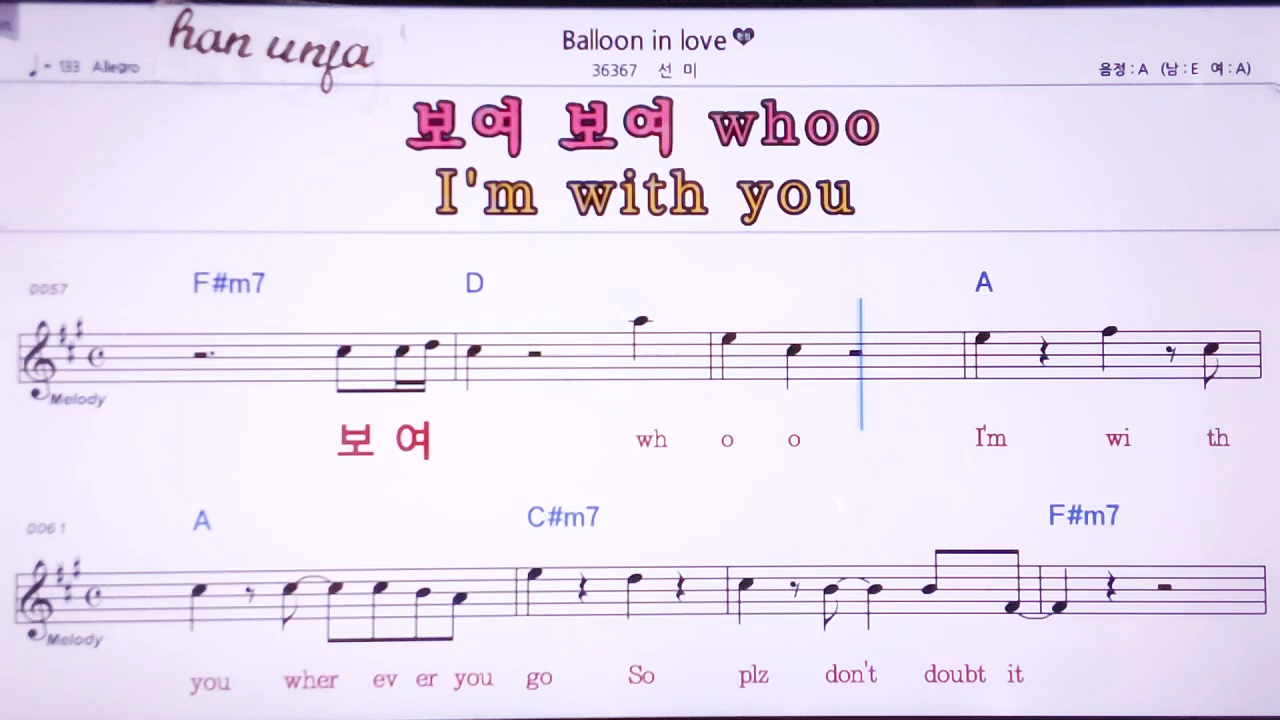 han unfa
Balloon in love
♩= 133 Allegro
36367 선 미
음정 : A (남 : E 여 : A)
보여 보여 whoo
I'm with you
0057 F#m7 D A
Melody
보 여 wh o o I'm wi th
0061 A C#m7 F#m7
Melody
you wher ev er you go So plz don't doubt it